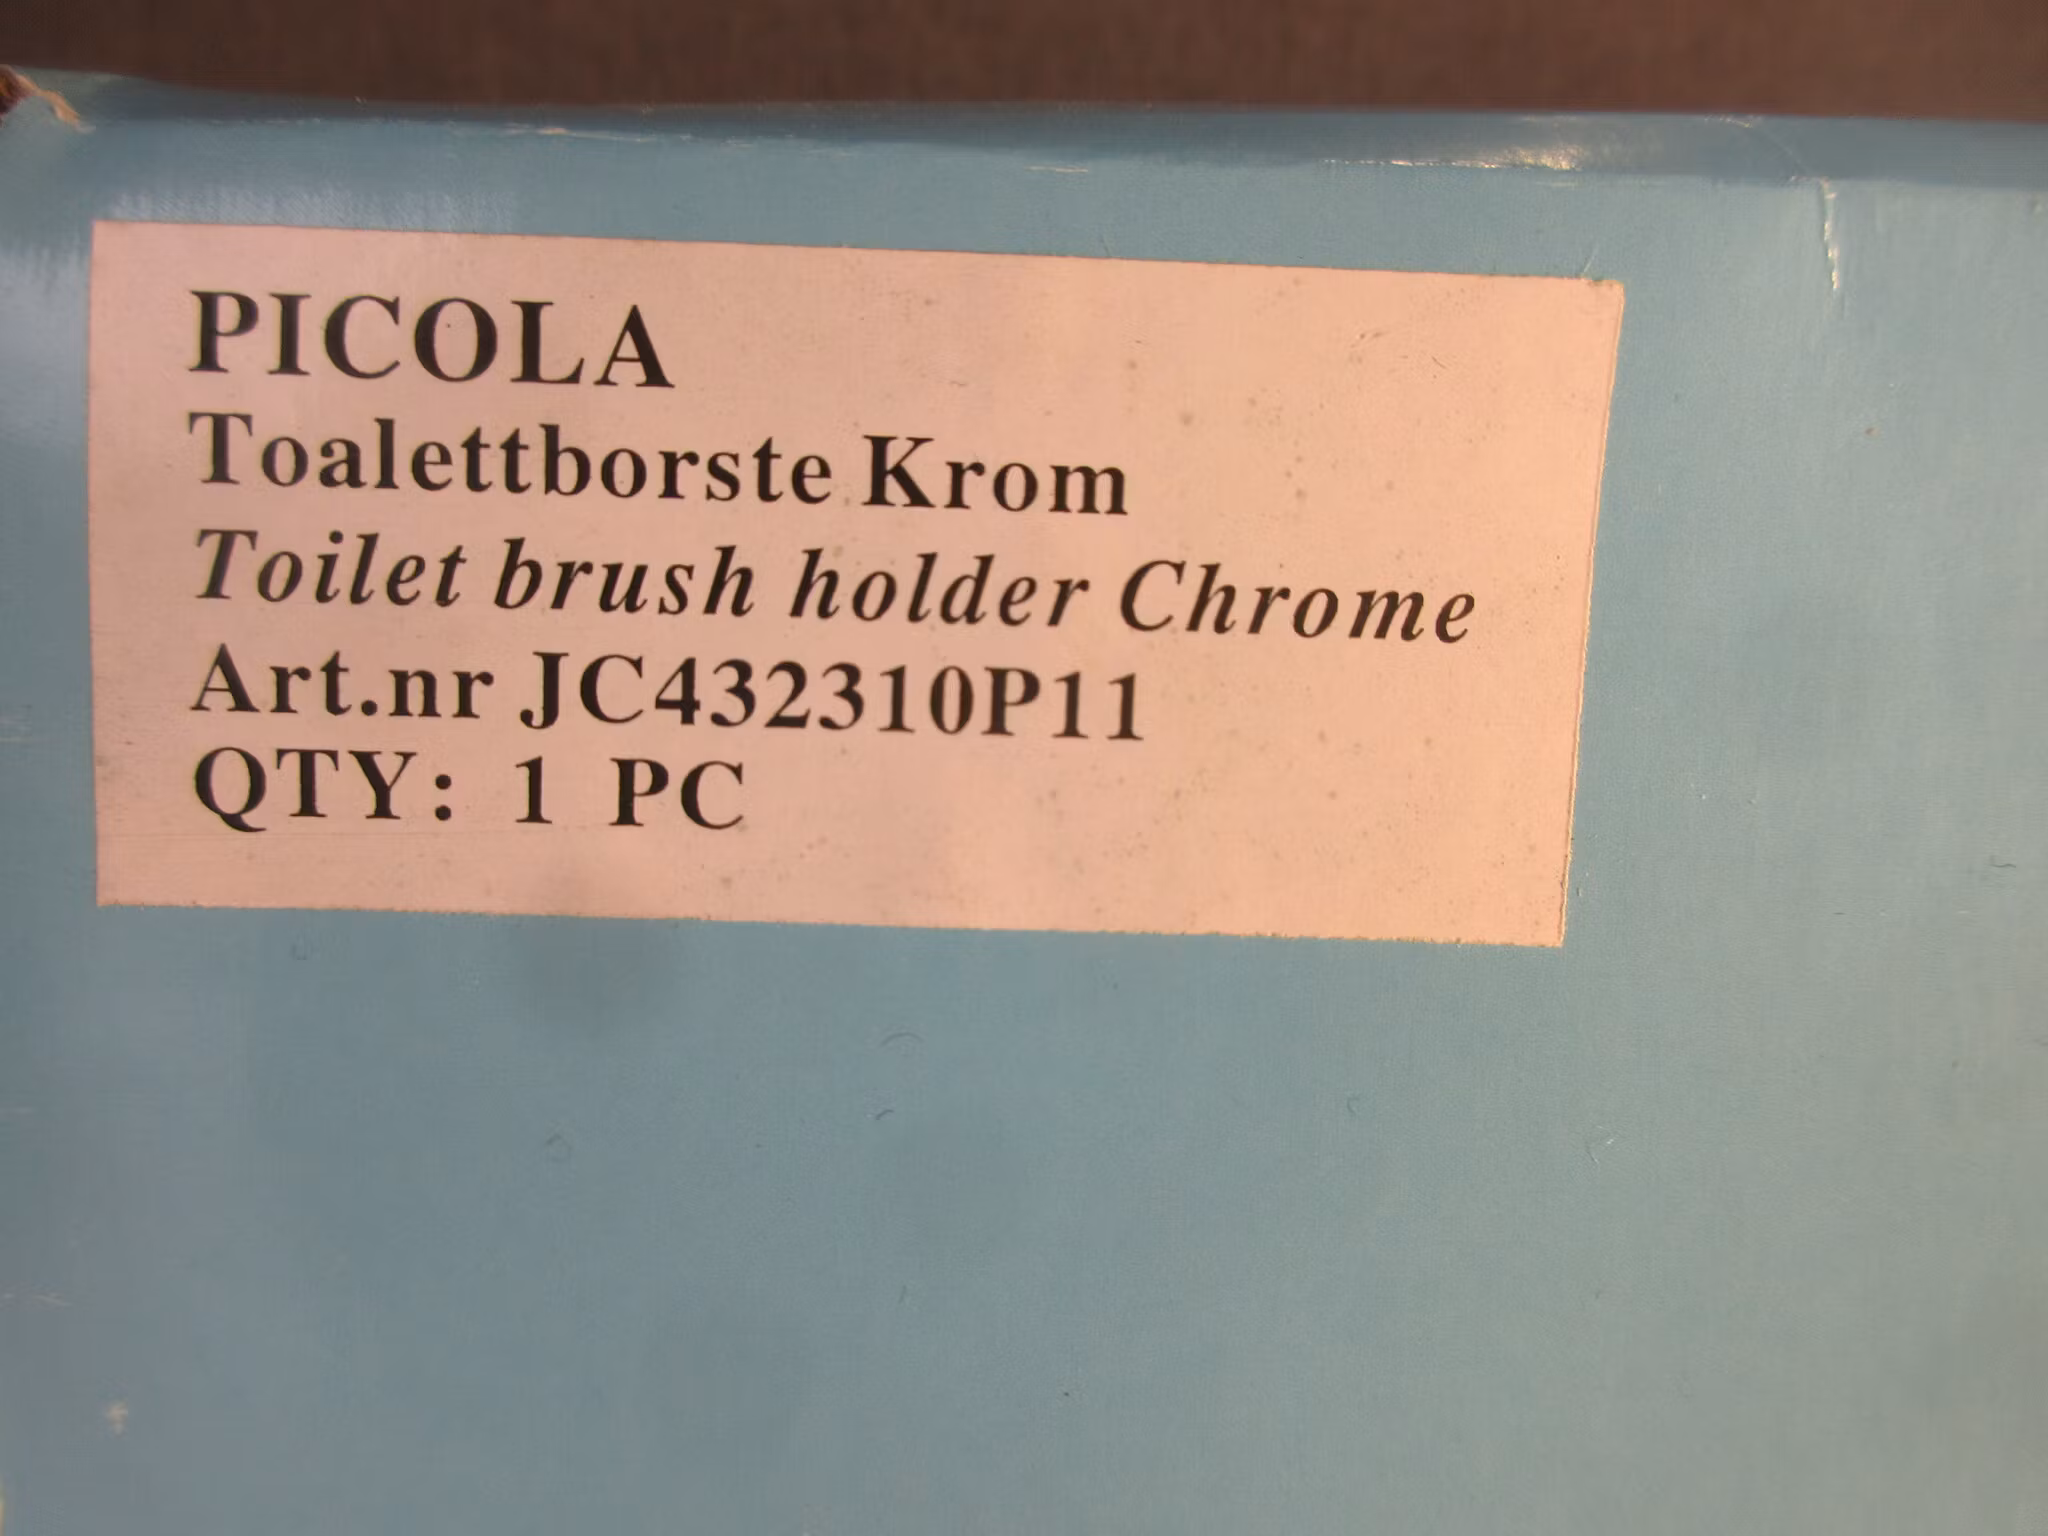 PICOLA
Toalettborste Krom
Toilet brush holder Chrome
Art.nr JC432310P11
QTY: 1 PC